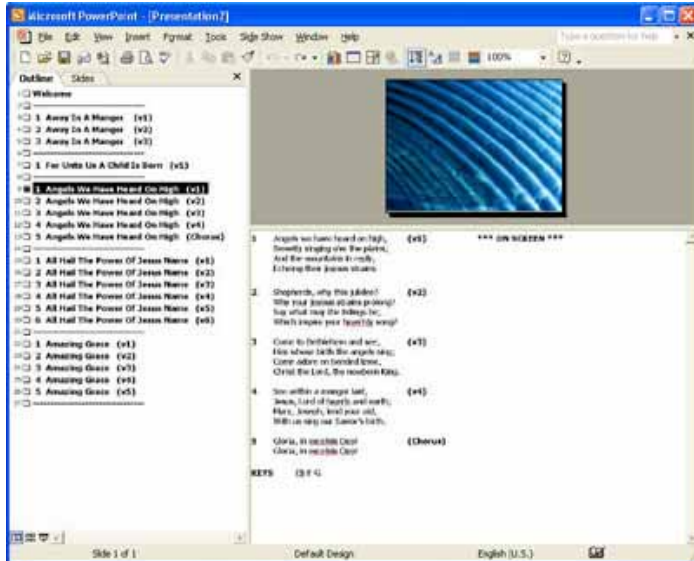 Microsoft PowerPoint - [Presentation2]
File Edit View Insert Format Tools Slide Show Window Help
Type a question for help
100%
Outline Slides
Welcome
--------------------------------
1 Away In A Manger (v1)
2 Away In A Manger (v2)
3 Away In A Manger (v3)
--------------------------------
1 For Unto Us A Child Is Born (v1)
--------------------------------
1 Angels We Have Heard On High (v1)
2 Angels We Have Heard On High (v2)
3 Angels We Have Heard On High (v3)
4 Angels We Have Heard On High (v4)
5 Angels We Have Heard On High (Chorus)
--------------------------------
1 All Hail The Power Of Jesus Name (v1)
2 All Hail The Power Of Jesus Name (v2)
3 All Hail The Power Of Jesus Name (v3)
4 All Hail The Power Of Jesus Name (v4)
5 All Hail The Power Of Jesus Name (v5)
6 All Hail The Power Of Jesus Name (v6)
--------------------------------
1 Amazing Grace (v1)
2 Amazing Grace (v2)
3 Amazing Grace (v3)
4 Amazing Grace (v4)
5 Amazing Grace (v5)
--------------------------------
1 Angels we have heard on high, (v1) *** ON SCREEN ***
Sweetly singing o'er the plains,
And the mountains in reply,
Echoing their joyous strains.
2 Shepherds, why this jubilee? (v2)
Why your joyous strains prolong?
Say what may the tidings be,
Which inspire your heavenly song?
3 Come to Bethlehem and see, (v3)
Him whose birth the angels sing;
Come adore on bended knee,
Christ the Lord, the newborn King.
4 See within a manger laid, (v4)
Jesus, Lord of heaven and earth;
Mary, Joseph, lend your aid,
With us sing our Savior's birth.
5 Gloria, in excelsis Deo! (Chorus)
Gloria, in excelsis Deo!
KEYS
Slide 1 of 1 Default Design English (U.S.)